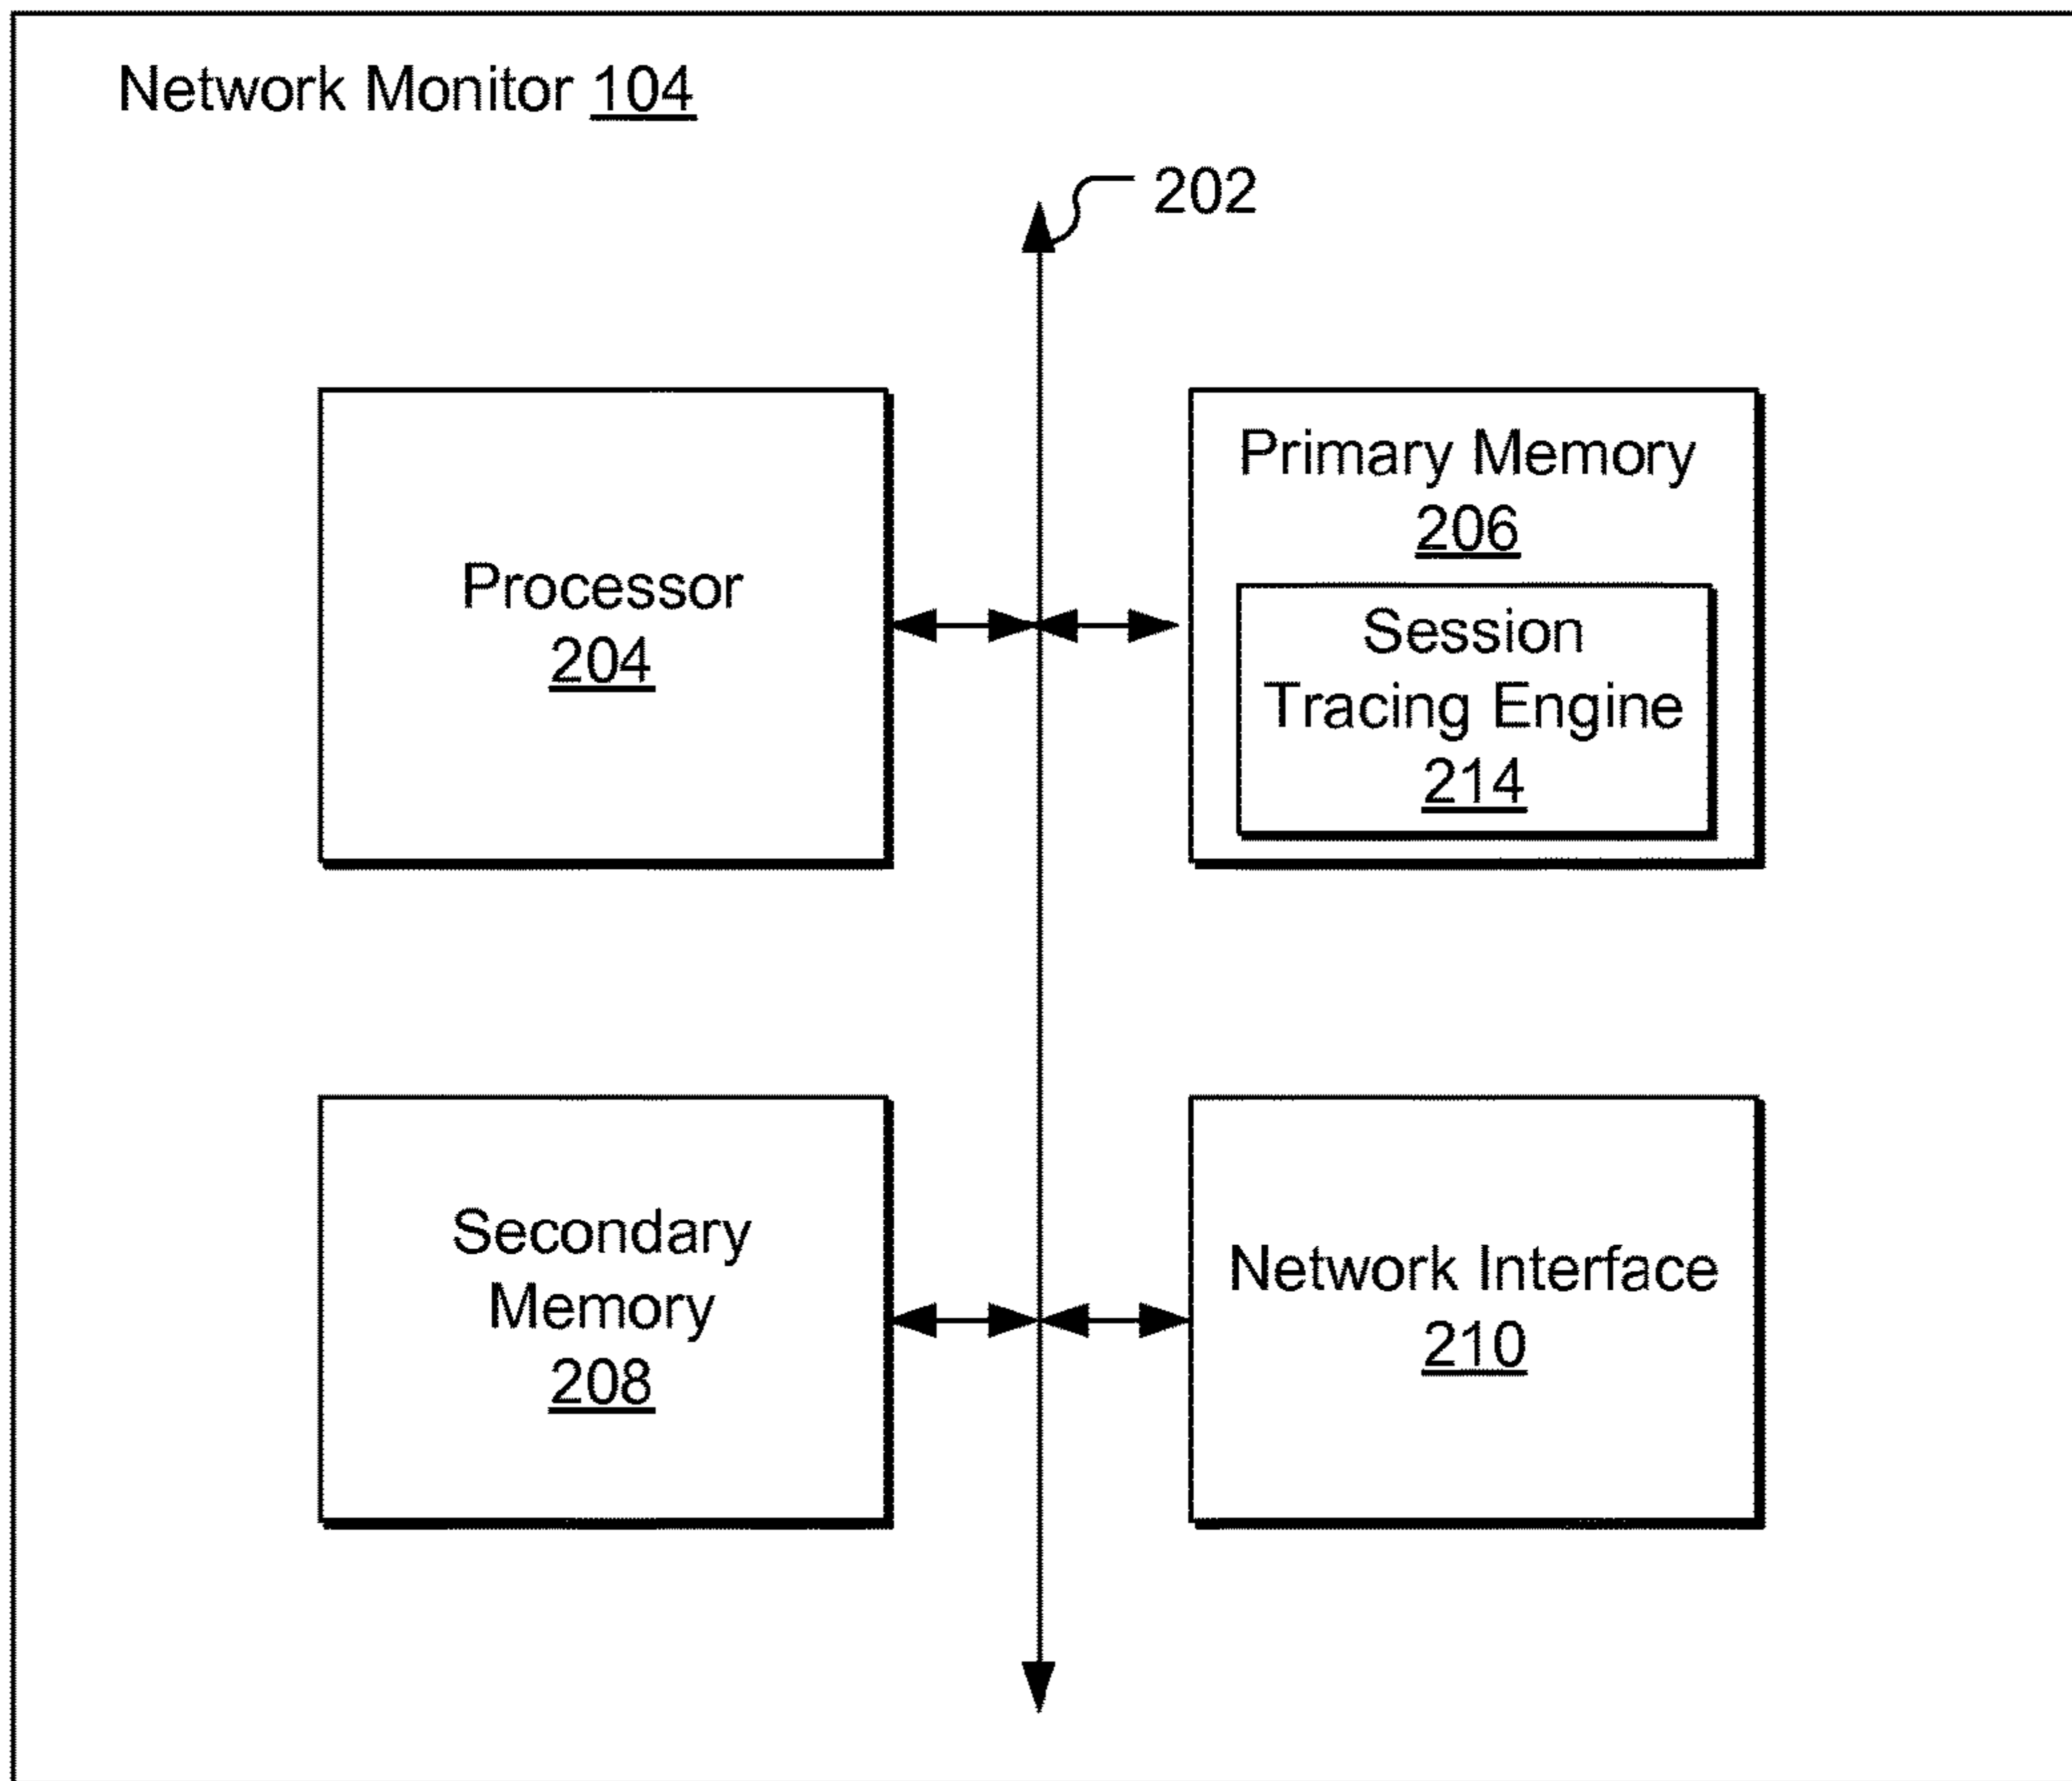 Network Monitor 104
202
Processor
204
Primary Memory
206
Session
Tracing Engine
214
Secondary
Memory
208
Network Interface
210